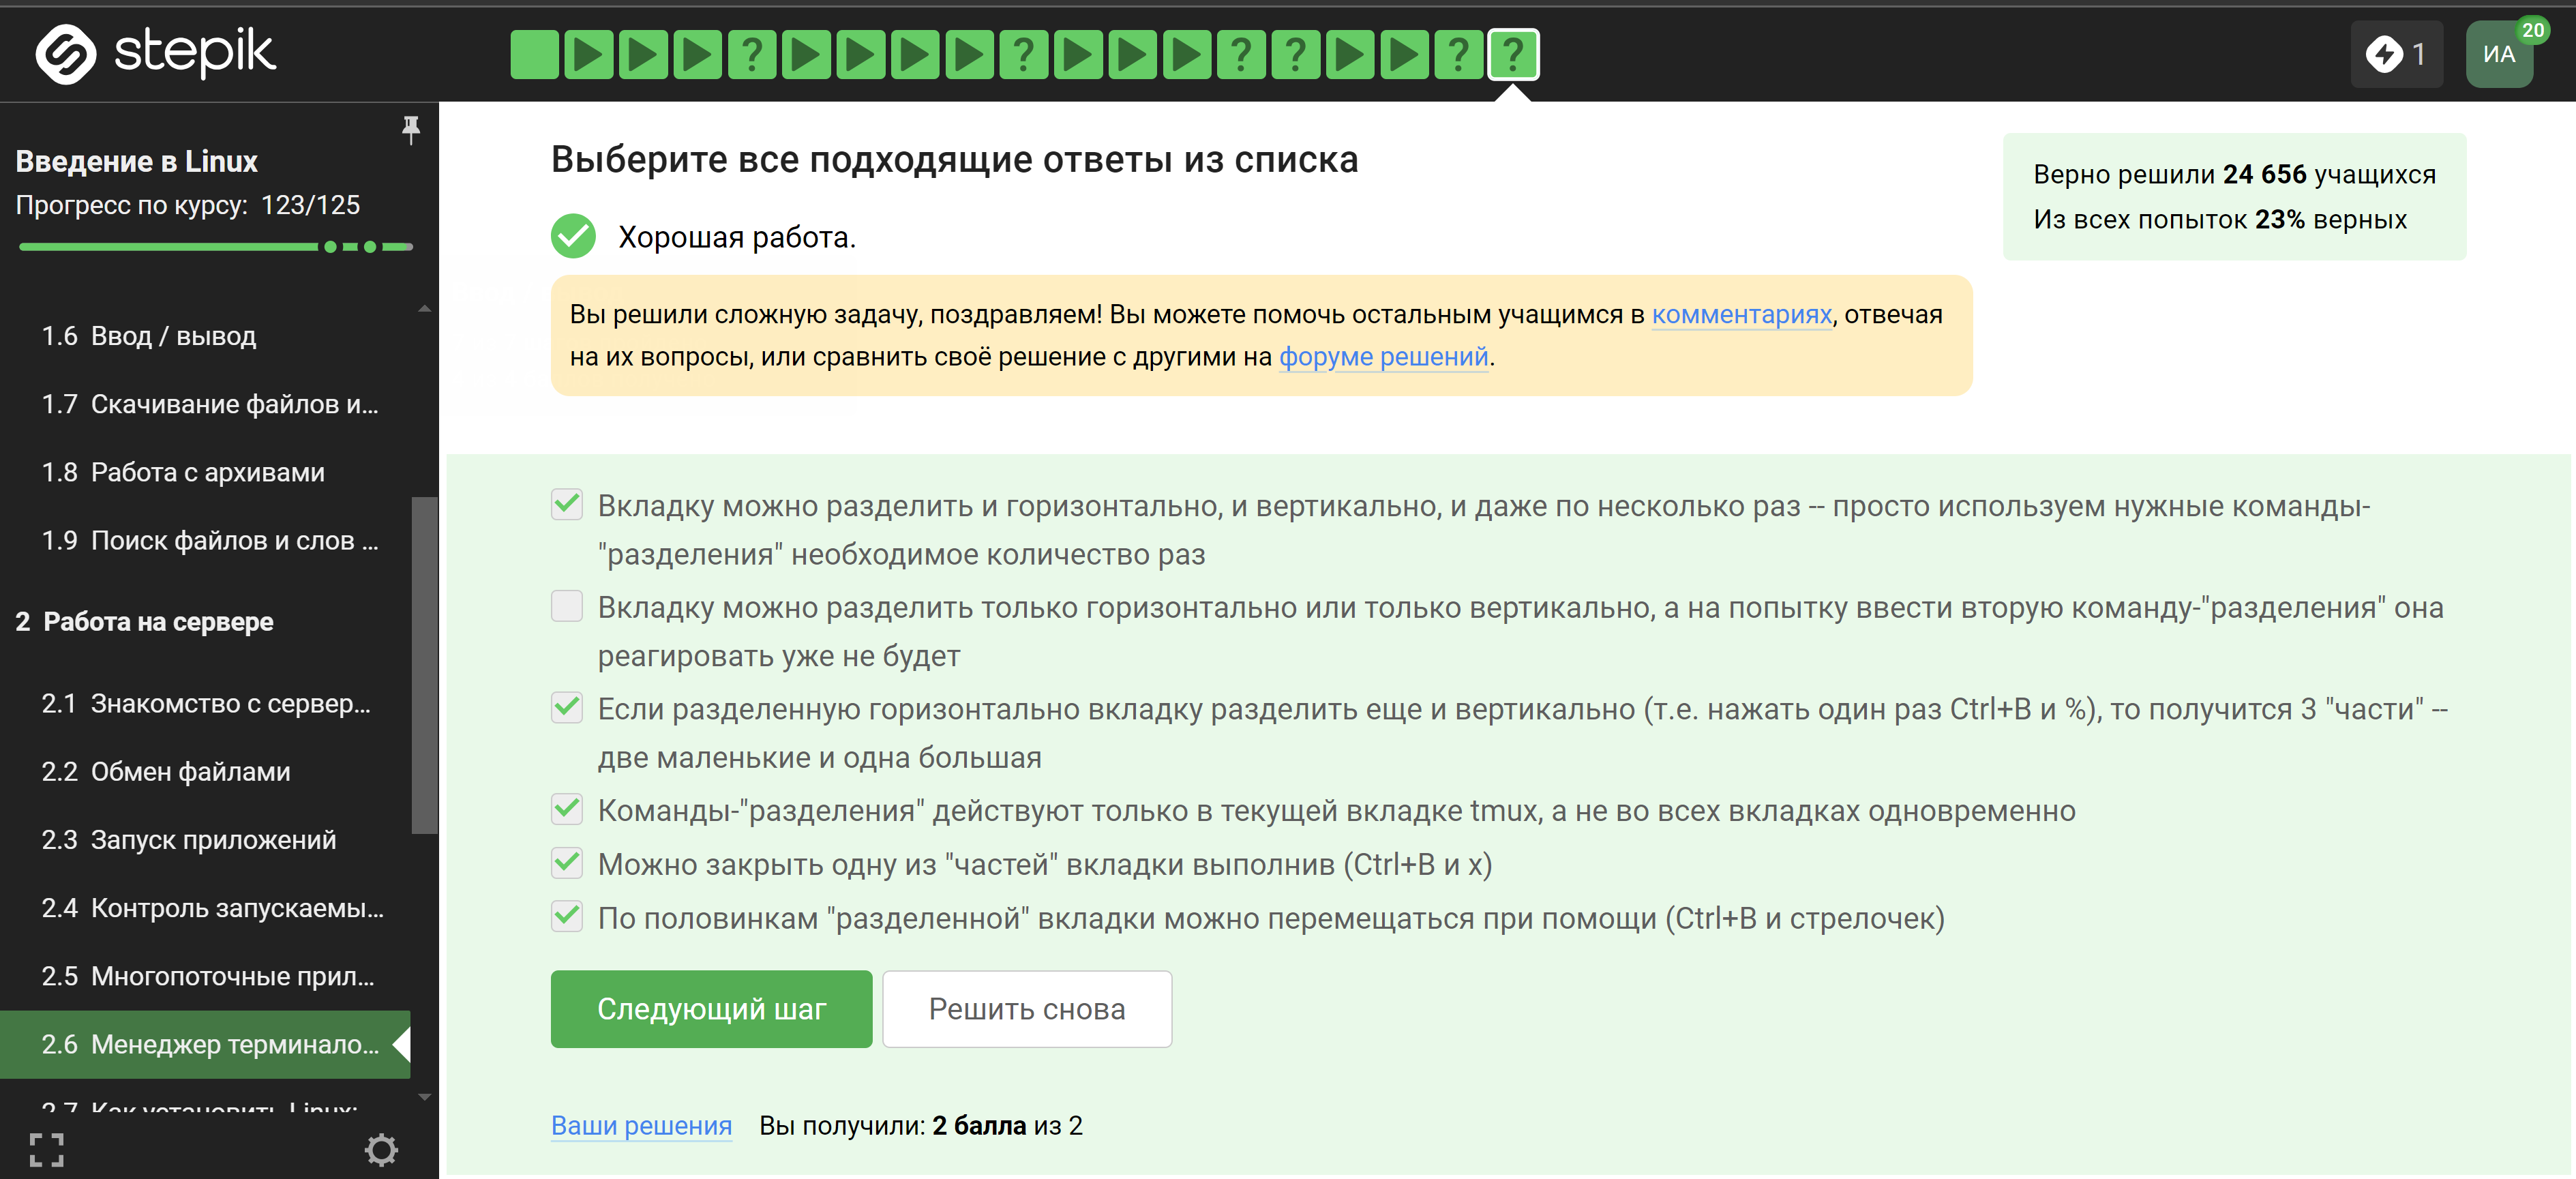 stepik
?
?
?
?
?
?
1
ИА
20
Введение в Linux
Прогресс по курсу: 123/125
1.6 Ввод / вывод
1.7 Скачивание файлов и...
1.8 Работа с архивами
1.9 Поиск файлов и слов ...
2 Работа на сервере
2.1 Знакомство с сервер...
2.2 Обмен файлами
2.3 Запуск приложений
2.4 Контроль запускаемы...
2.5 Многопоточные прил...
2.6 Менеджер терминало...
2.7 Как установить Linux:
Выберите все подходящие ответы из списка
Хорошая работа.
Верно решили 24 656 учащихся
Из всех попыток 23% верных
Вы решили сложную задачу, поздравляем! Вы можете помочь остальным учащимся в комментариях, отвечая
на их вопросы, или сравнить своё решение с другими на форуме решений.
Вкладку можно разделить и горизонтально, и вертикально, и даже по несколько раз -- просто используем нужные команды-
"разделения" необходимое количество раз
Вкладку можно разделить только горизонтально или только вертикально, а на попытку ввести вторую команду-"разделения" она
реагировать уже не будет
Если разделенную горизонтально вкладку разделить еще и вертикально (т.е. нажать один раз Ctrl+B и %), то получится 3 "части" --
две маленькие и одна большая
Команды-"разделения" действуют только в текущей вкладке tmux, а не во всех вкладках одновременно
Можно закрыть одну из "частей" вкладки выполнив (Ctrl+B и x)
По половинкам "разделенной" вкладки можно перемещаться при помощи (Ctrl+B и стрелочек)
Следующий шаг
Решить снова
Ваши решения Вы получили: 2 балла из 2